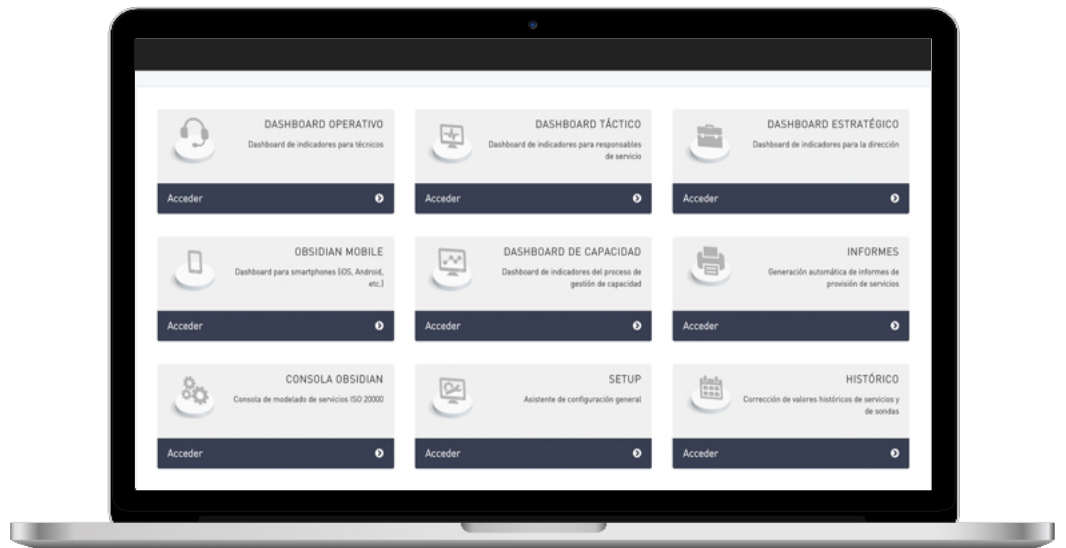 DASHBOARD OPERATIVO
Dashboard de indicadores para técnicos
Acceder
DASHBOARD TÁCTICO
Dashboard de indicadores para responsables
de servicio
Acceder
DASHBOARD ESTRATÉGICO
Dashboard de indicadores para la dirección
Acceder
OBSIDIAN MOBILE
Dashboard para smartphones (iOS, Android,
etc.)
Acceder
DASHBOARD DE CAPACIDAD
Dashboard de indicadores del proceso de
gestión de capacidad
Acceder
INFORMES
Generación automática de informes de
provisión de servicios
Acceder
CONSOLA OBSIDIAN
Consola de modelado de servicios ISO 20000
Acceder
SETUP
Asistente de configuración general
Acceder
HISTÓRICO
Corrección de valores históricos de servicios y
de sondas
Acceder